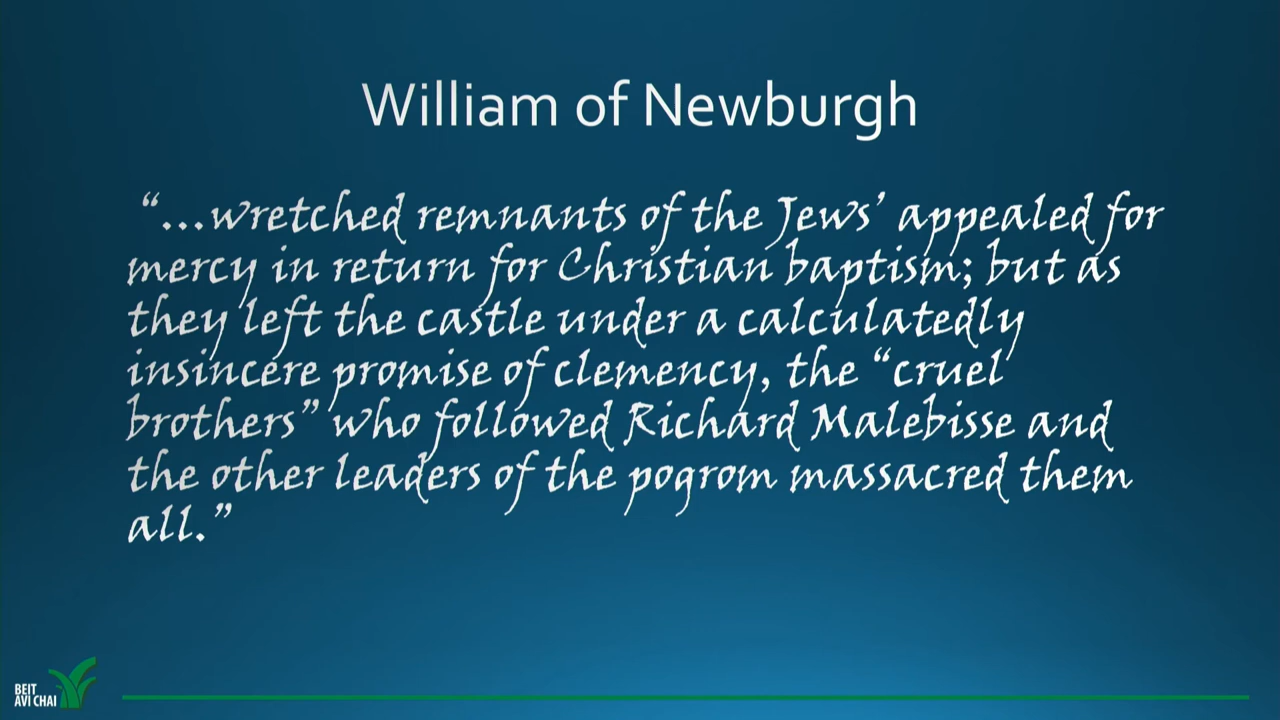 William of Newburgh
“...wretched remnants of the Jews’ appealed for
mercy in return for Christian baptism; but as
they left the castle under a calculatedly
insincere promise of clemency, the “cruel
brothers” who followed Richard Malebisse and
the other leaders of the pogrom massacred them
all.”
BEIT
AVI CHAI